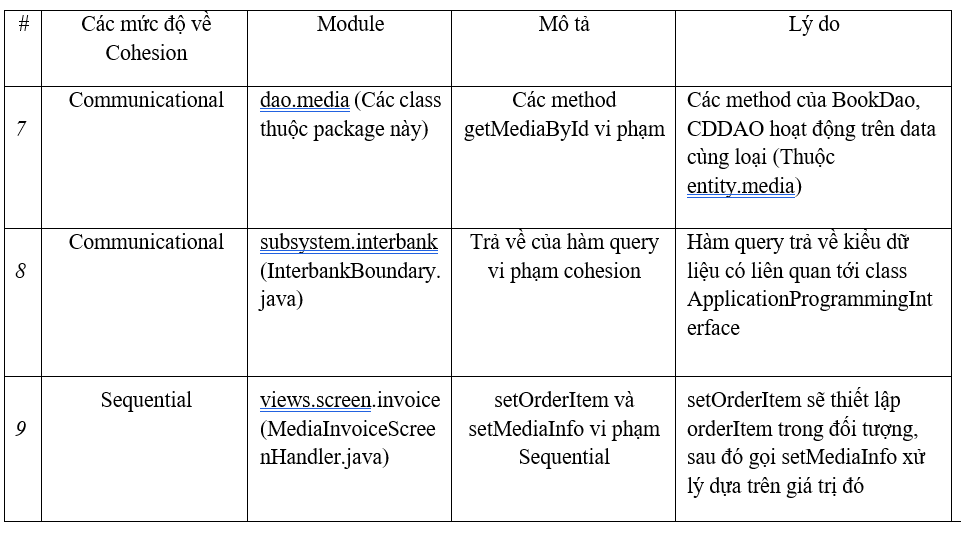 #
Các mức độ về
Cohesion
Module
Mô tả
Lý do
7
Communicational
dao.media (Các class
thuộc package này)
Các method
getMediaById vi phạm
Các method của BookDao,
CDDAO hoạt động trên data
cùng loại (Thuộc
entity.media)
8
Communicational
subsystem.interbank
(InterbankBoundary.
java)
Trả về của hàm query
vi phạm cohesion
Hàm query trả về kiểu dữ
liệu có liên quan tới class
ApplicationProgrammingInt
erface
9
Sequential
views.screen.invoice
(MediaInvoiceScree
nHandler.java)
setOrderItem và
setMediaInfo vi phạm
Sequential
setOrderItem sẽ thiết lập
orderItem trong đối tượng,
sau đó gọi setMediaInfo xử
lý dựa trên giá trị đó